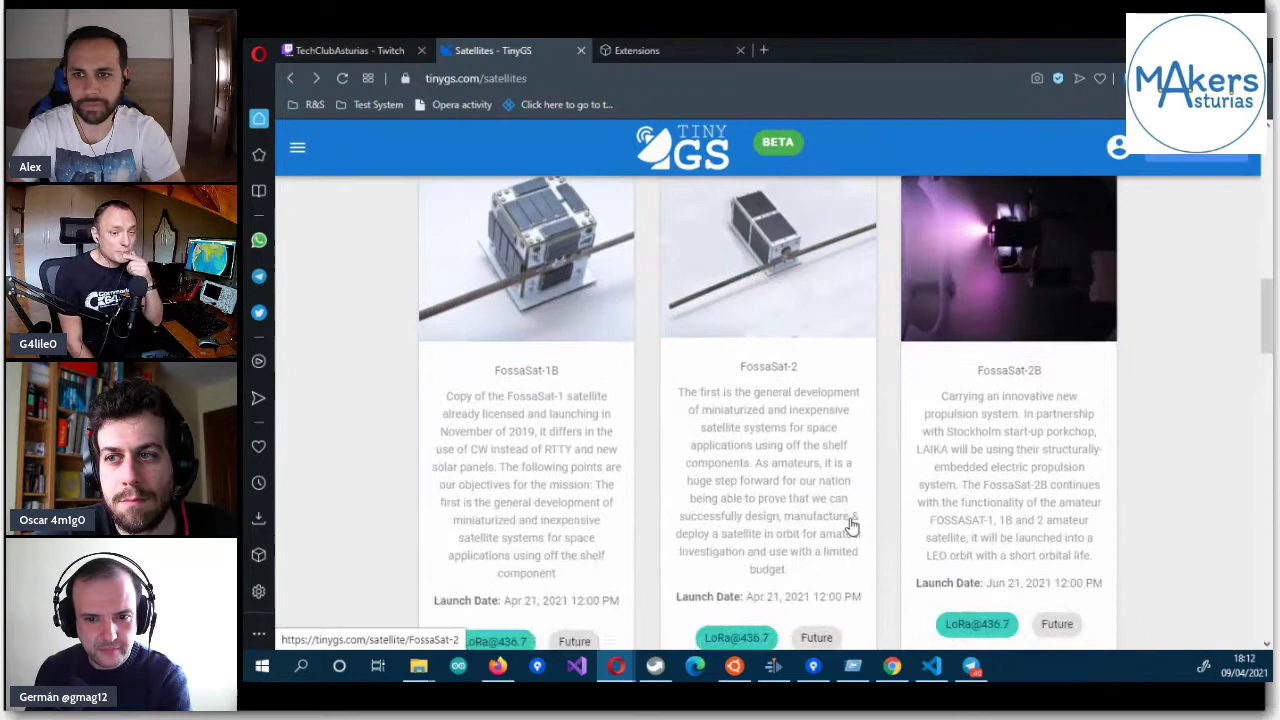 Alex
G4lile0
Oscar 4m1g0
Germán @gmag12
TechClubAsturias - Twitch
Satellites - TinyGS
Extensions
tinygs.com/satellites
R&S
Test System
Opera activity
Click here to go t...
MAkers
Asturias
TINY
GS
BETA
FossaSat-1B
Copy of the FossaSat-1 satellite
already licensed and launching in
November of 2019, it differs in the
use of CW instead of RTTY and new
solar panels. The following points are
our objectives for the mission: The
first is the general development of
miniaturized and inexpensive
satellite systems for space
applications using off the shelf
component
Launch Date: Apr 21, 2021 12:00 PM
LoRa@436.7
Future
FossaSat-2
The first is the general development
of miniaturized and inexpensive
satellite systems for space
applications using off the shelf
components. As amateurs, it is a
huge step forward for our nation
being able to prove that we can
successfully design, manufacture &
deploy a satellite in orbit for
Investigation and use with a limited
budget.
Launch Date: Apr 21, 2021 12:00 PM
LoRa@436.7
Future
FossaSat-2B
Carrying an innovative new
propulsion system. In partnership
with Stockholm start-up porkchop,
LAIKA will be using their structurally-
embedded electric propulsion
system. The FossaSat-2B continues
with the functionality of the amateur
FOSSASAT-1, 1B and 2 amateur
satellite, it will be launched into a
LEO orbit with a short orbital life.
Launch Date: Jun 21, 2021 12:00 PM
LoRa@436.7
Future
https://tinygs.com/satellite/FossaSat-2
18:12
09/04/2021